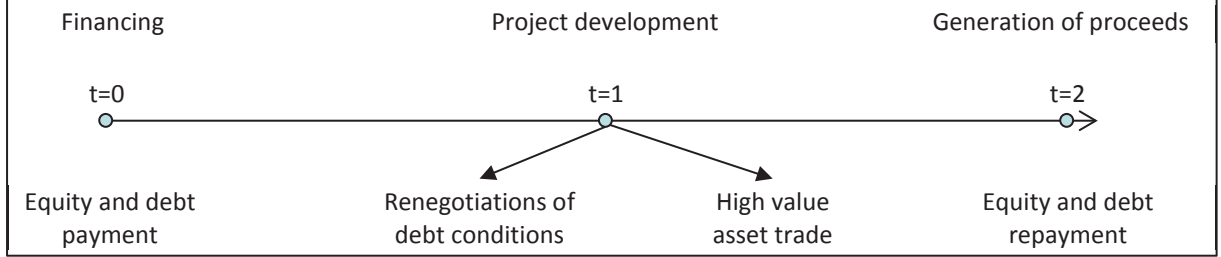 Financing
Project development
Generation of proceeds
t=0
t=1
t=2
Equity and debt
payment
Renegotiations of
debt conditions
High value
asset trade
Equity and debt
repayment